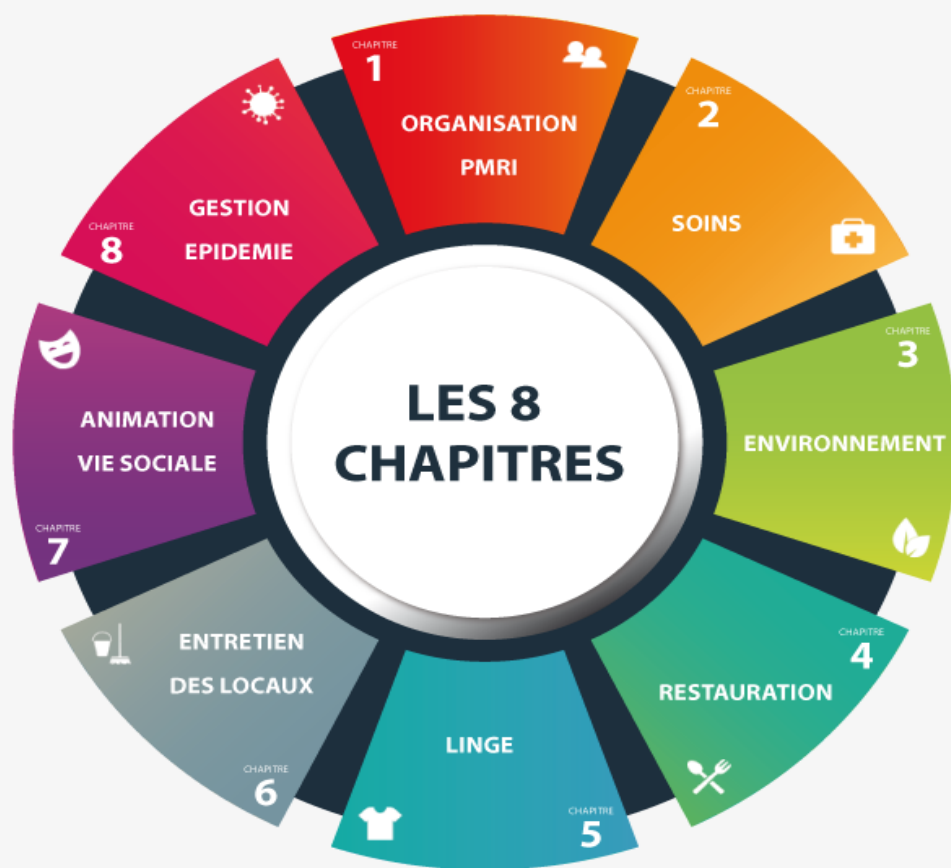 LES 8
CHAPITRES
CHAPITRE
1
ORGANISATION
PMRI
CHAPITRE
2
SOINS
CHAPITRE
3
ENVIRONNEMENT
CHAPITRE
4
RESTAURATION
LINGE
CHAPITRE
5
ENTRETIEN
DES LOCAUX
CHAPITRE
6
ANIMATION
VIE SOCIALE
CHAPITRE
7
GESTION
EPIDEMIE
CHAPITRE
8